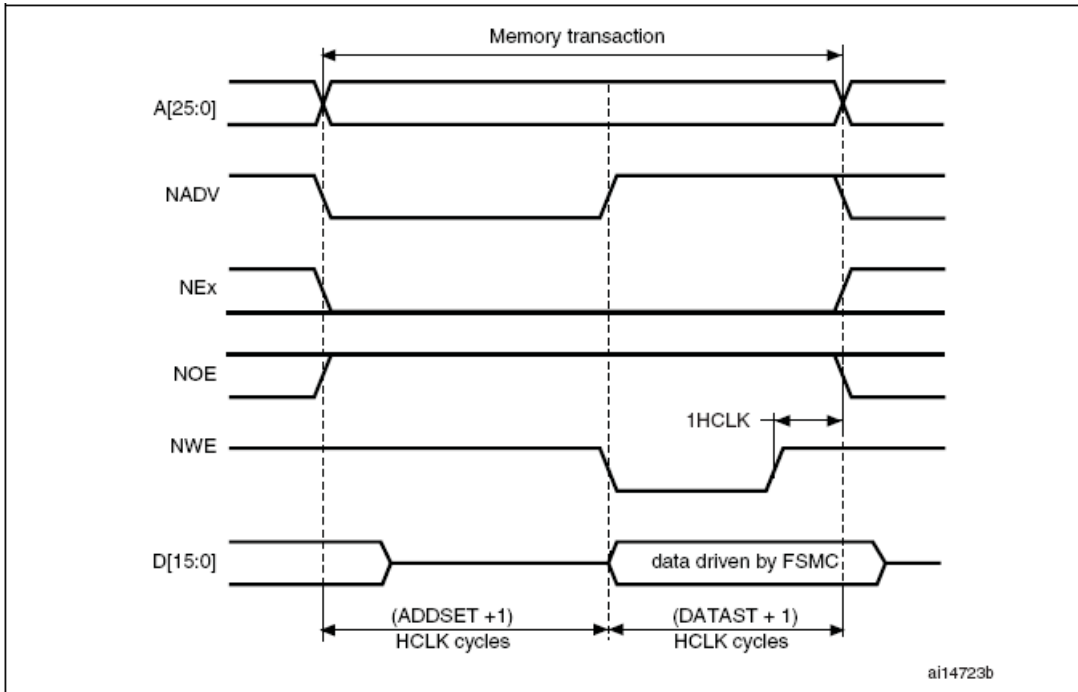 Memory transaction
A[25:0]
NADV
NEx
NOE
1HCLK
NWE
D[15:0]
data driven by FSMC
(ADDSET +1)
(DATAST + 1)
HCLK cycles
HCLK cycles
ai14723b